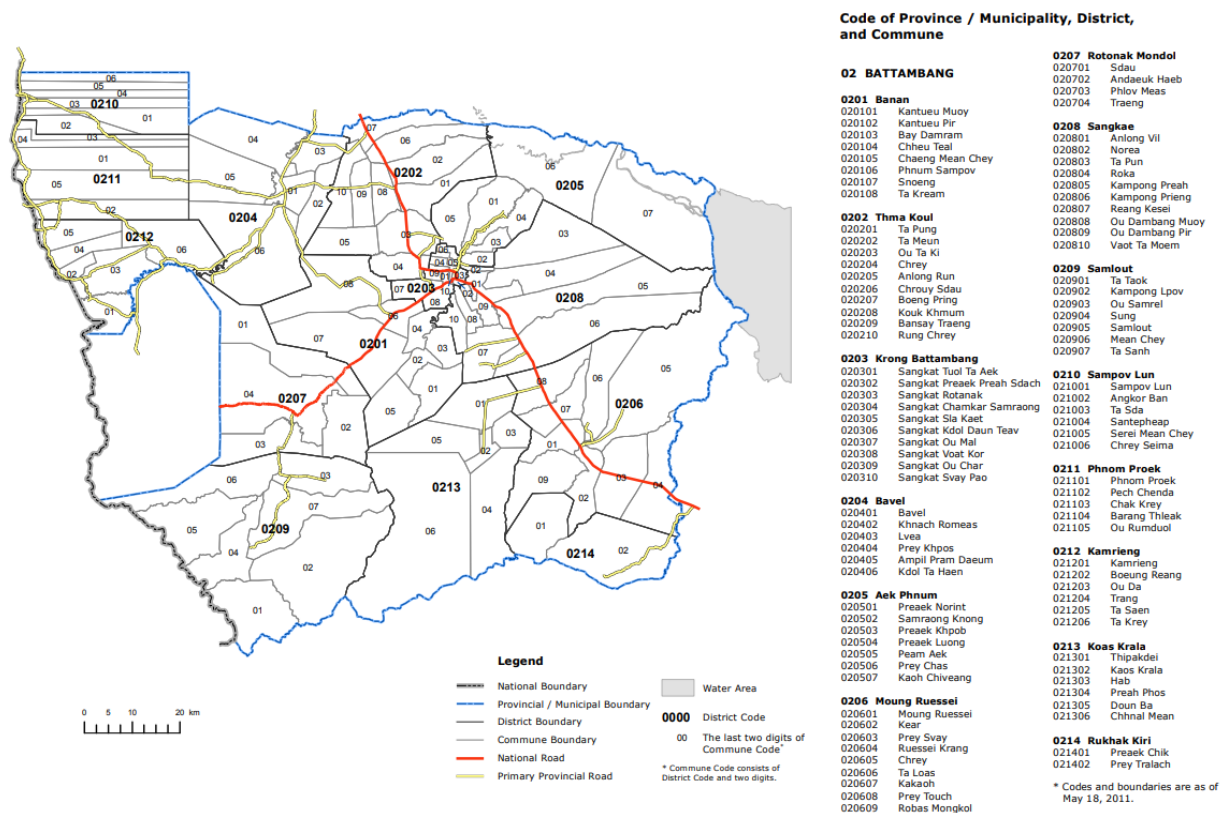 Code of Province / Municipality, District,
and Commune
02 BATTAMBANG
0201 Banan
020101 Kantueu Muoy
020102 Kantueu Pir
020103 Bay Damram
020104 Chheu Teal
020105 Chaeng Mean Chey
020106 Phnum Sampov
020107 Snoeng
020108 Ta Kream
0202 Thma Koul
020201 Ta Pung
020202 Ta Meun
020203 Ou Ta Ki
020204 Chrey
020205 Anlong Run
020206 Chrouy Sdau
020207 Boeng Pring
020208 Kouk Khmum
020209 Bansay Traeng
020210 Rung Chrey
0203 Krong Battambang
020301 Sangkat Tuol Ta Aek
020302 Sangkat Preaek Preah Sdach
020303 Sangkat Rotanak
020304 Sangkat Chamkar Samraong
020305 Sangkat Sla Kaet
020306 Sangkat Kdol Daun Teav
020307 Sangkat Ou Mal
020308 Sangkat Voat Kor
020309 Sangkat Ou Char
020310 Sangkat Svay Pao
0204 Bavel
020401 Bavel
020402 Khnach Romeas
020403 Lvea
020404 Prey Khpos
020405 Ampil Pram Daeum
020406 Kdol Ta Haen
0205 Aek Phnum
020501 Preaek Norint
020502 Samraong Knong
020503 Preaek Khpob
020504 Preaek Luong
020505 Peam Aek
020506 Prey Chas
020507 Kaoh Chiveang
0206 Moung Ruessei
020601 Moung Ruessei
020602 Kear
020603 Prey Svay
020604 Ruessei Krang
020605 Chrey
020606 Ta Loas
020607 Kakaoh
020608 Prey Touch
020609 Robas Mongkol
0207 Rotonak Mondol
020701 Sdau
020702 Andaeuk Haeb
020703 Phlov Meas
020704 Traeng
0208 Sangkae
020801 Anlong Vil
020802 Norea
020803 Ta Pun
020804 Roka
020805 Kampong Preah
020806 Kampong Prieng
020807 Reang Kesei
020808 Ou Dambang Muoy
020809 Ou Dambang Pir
020810 Vaot Ta Moem
0209 Samlout
020901 Ta Taok
020902 Kampong Lpov
020903 Ou Samrel
020904 Sung
020905 Samlout
020906 Mean Chey
020907 Ta Sanh
0210 Sampov Lun
021001 Sampov Lun
021002 Angkor Ban
021003 Ta Sda
021004 Santepheap
021005 Serei Mean Chey
021006 Chrey Seima
0211 Phnom Proek
021101 Phnom Proek
021102 Pech Chenda
021103 Chak Krey
021104 Barang Thleak
021105 Ou Rumduol
0212 Kamrieng
021201 Kamrieng
021202 Boeung Reang
021203 Ou Da
021204 Trang
021205 Ta Saen
021206 Ta Krey
0213 Koas Krala
021301 Thipakdei
021302 Kaos Krala
021303 Hab
021304 Preah Phos
021305 Doun Ba
021306 Chhnal Mean
0214 Rukhak Kiri
021401 Preaek Chik
021402 Prey Tralach
* Codes and boundaries are as of
May 18, 2011.
0210
0211
0212
0204
0202
0205
0203
0208
0201
0207
0206
0213
0209
0214
Legend
National Boundary
Provincial / Municipal Boundary
District Boundary
Commune Boundary
National Road
Primary Provincial Road
Water Area
0000 District Code
00 The last two digits of
Commune Code*
* Commune Code consists of
District Code and two digits.
0 5 10 20 km